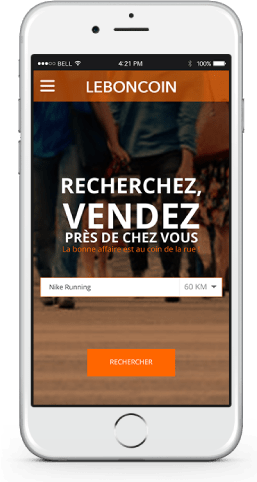 BELL 4:21 PM 100%
LEBONCOIN
RECHERCHEZ,
VENDEZ
PRÈS DE CHEZ VOUS
La bonne affaire est au coin de la rue !
Nike Running 60 KM
RECHERCHER